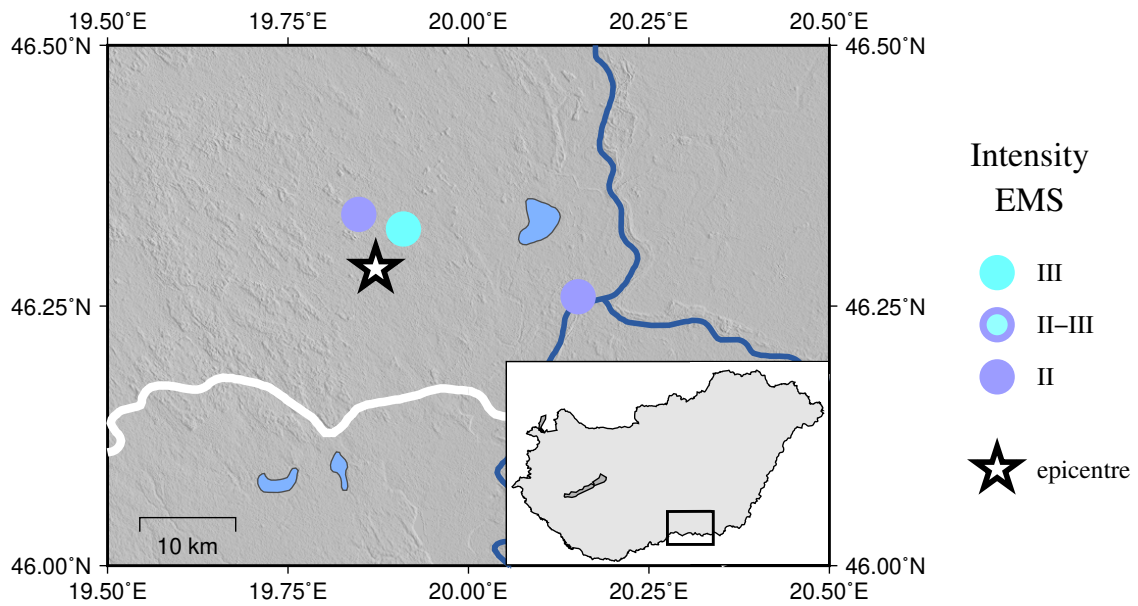 19.50˚E 19.75˚E 20.00˚E 20.25˚E 20.50˚E
46.50˚N 46.50˚N
Intensity
EMS
III
46.25˚N 46.25˚N
II–III
II
epicentre
10 km
46.00˚N 46.00˚N
19.50˚E 19.75˚E 20.00˚E 20.25˚E 20.50˚E